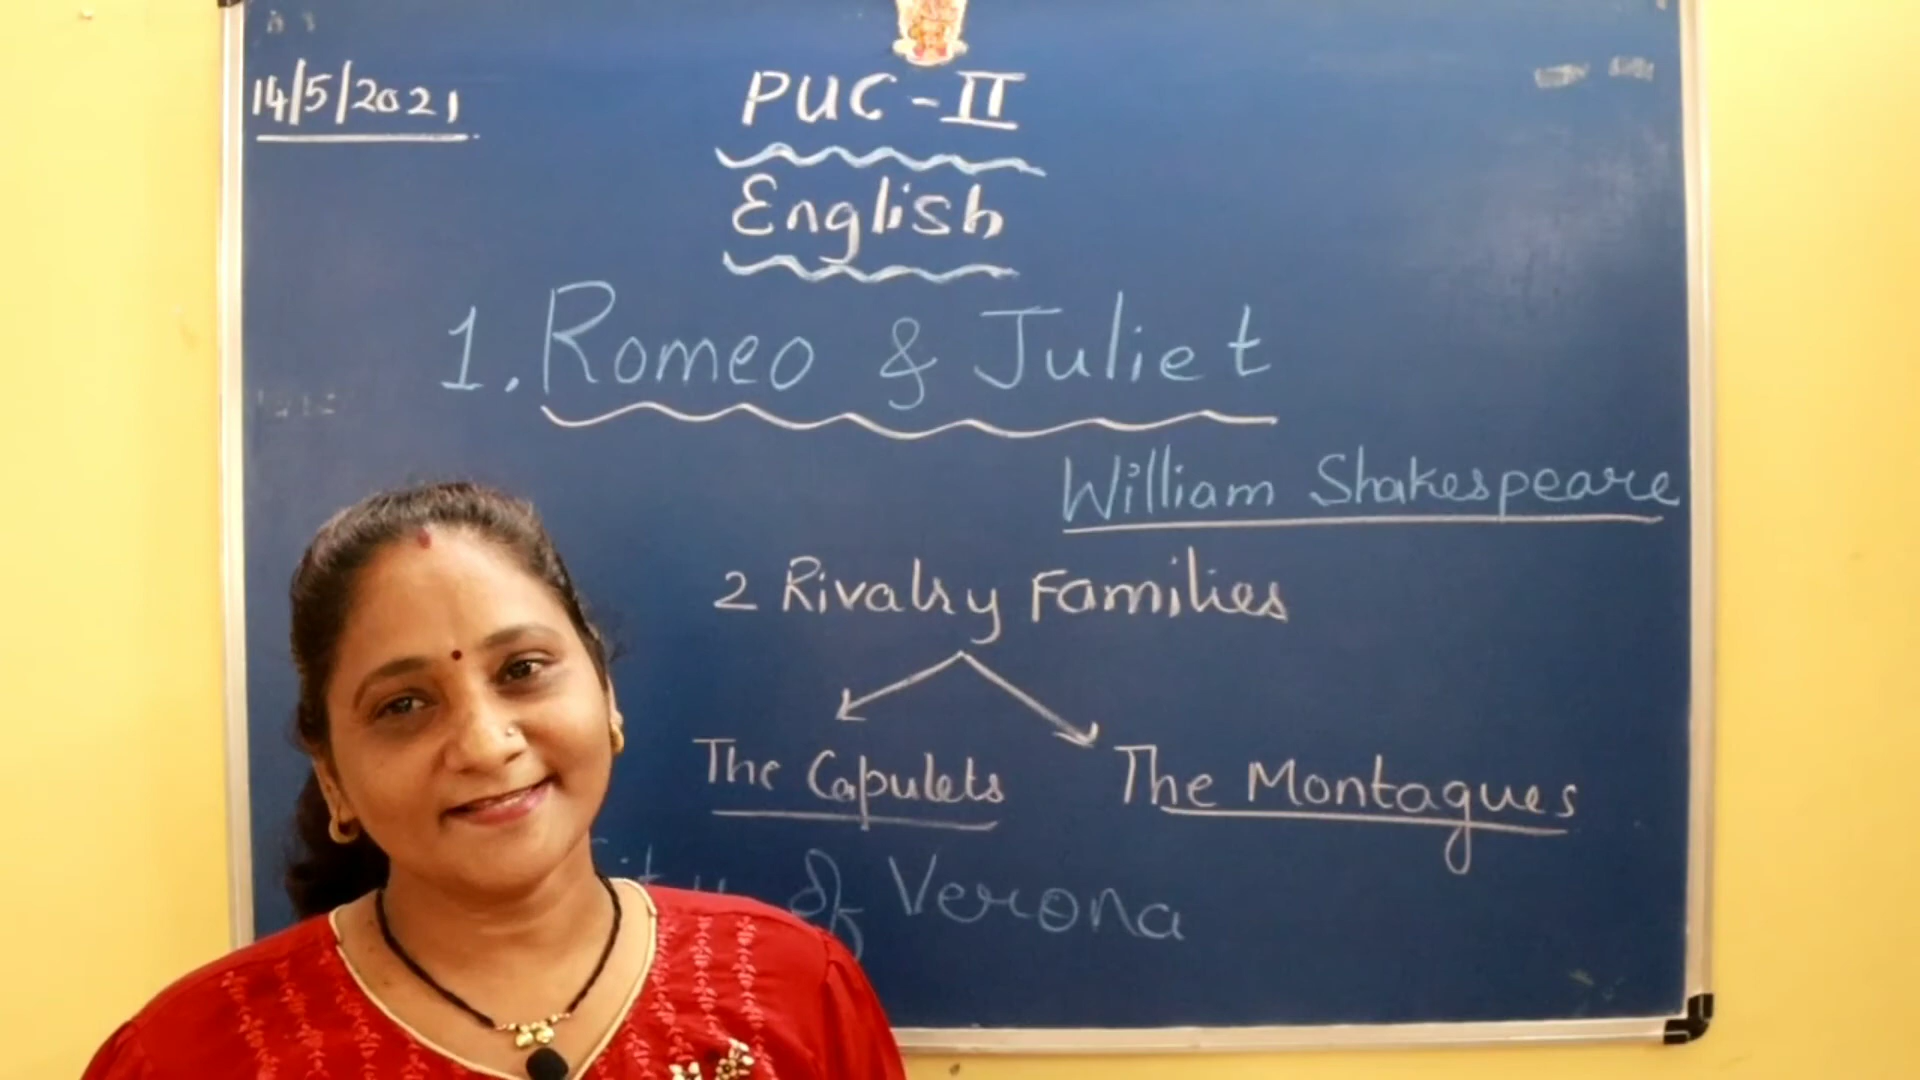 14/5/2021
PUC-II
English
1. Romeo & Juliet
William Shakespeare
2 Rivalry Families
The Capulets The Montagues
of Verona